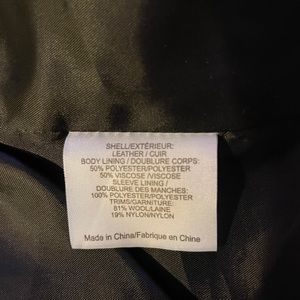 SHELL/EXTÉRIEUR:
LEATHER / CUIR
BODY LINING / DOUBLURE CORPS:
50% POLYESTER/POLYESTER
50% VISCOSE /VISCOSE
SLEEVE LINING /
DOUBLURE DES MANCHES:
100% POLYESTER/POLYESTER
TRIMS/GARNITURE:
81% WOOL/LAINE
19% NYLON/NYLON
Made in China/Fabrique en Chine